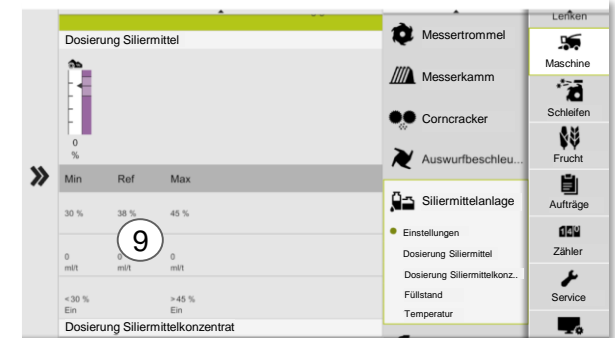 Dosierung Siliermittel
0
%
Min Ref Max
30 % 38 % 45 %
9
0 0 0
ml/t ml/t ml/t
<30 % >45 %
Ein Ein
Dosierung Siliermittelkonzentrat
Messertrommel
Messerkamm
Corncracker
Auswurfbeschleu...
Siliermittelanlage
Einstellungen
Dosierung Siliermittel
Dosierung Siliermittelkonz..
Füllstand
Temperatur
Lenken
Maschine
Schleifen
Frucht
Aufträge
Zähler
Service